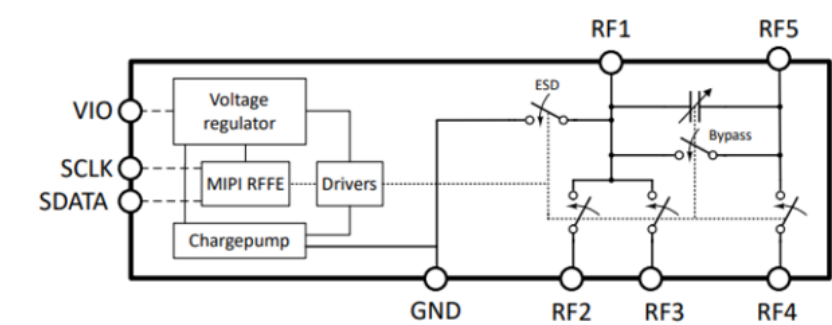 RF1
RF5
ESD
VIO
Voltage
regulator
Bypass
SCLK
MIPI RFFE
Drivers
SDATA
Chargepump
GND
RF2
RF3
RF4